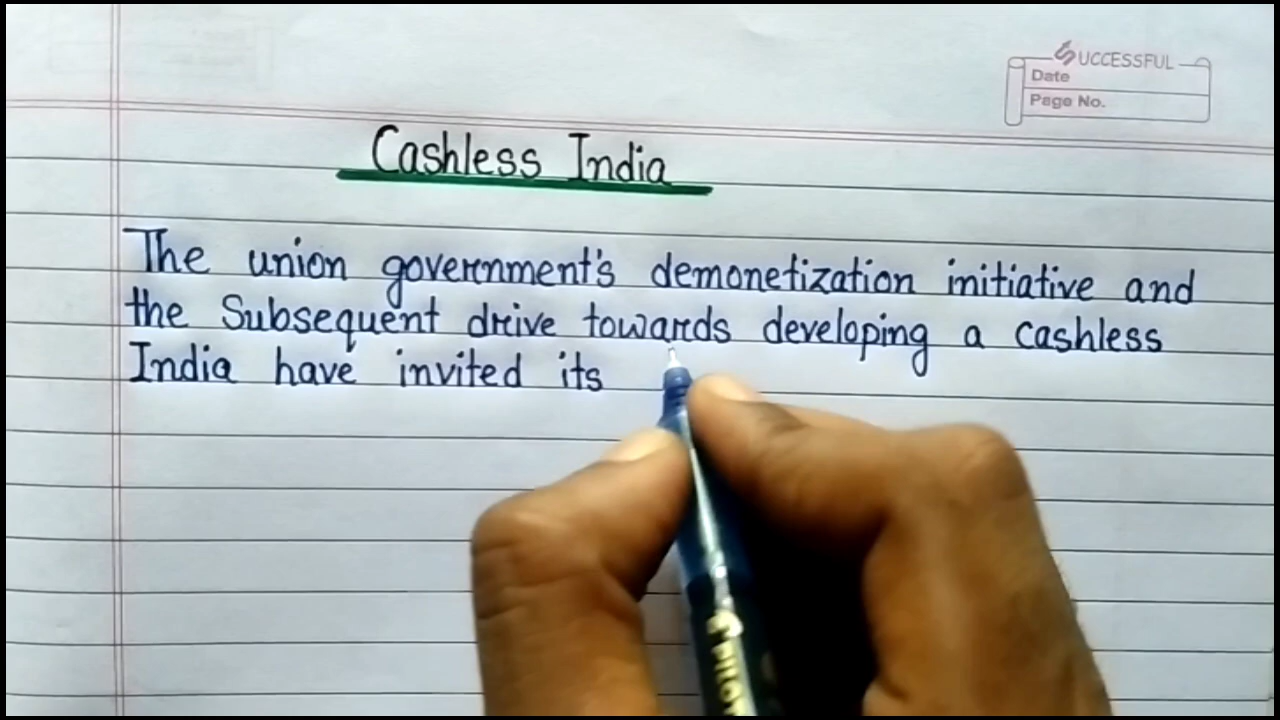 SUCCESSFUL
Date
Page No.
Cashless India
The union government's demonetization initiative and
the Subsequent drive towards developing a cashless
India have invited its
PILOT